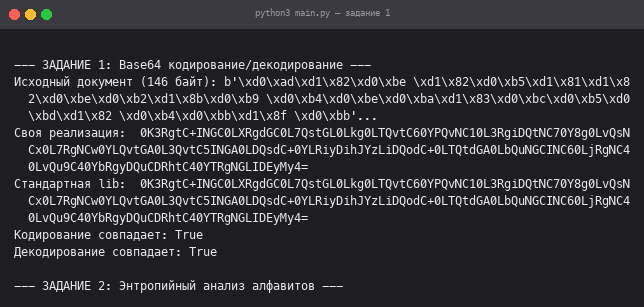 python3 main.py — задание 1
——— ЗАДАНИЕ 1: Base64 кодирование/декодирование ———
Исходный документ (146 байт): b'\xd0\xad\xd1\x82\xd0\xbe \xd1\x82\xd0\xb5\xd1\x81\xd1\x8
2\xd0\xbe\xd0\xb2\xd1\x8b\xd0\xb9 \xd0\xb4\xd0\xbe\xd0\xba\xd1\x83\xd0\xbc\xd0\xb5\xd0
\xbd\xd1\x82 \xd0\xb4\xd0\xbb\xd1\x8f \xd0\xbb'...
Своя реализация:  0K3RgtC+INGC0LXRgdGC0L7QstGL0Lkg0LTQvtC60YPQvNC10L3RgiDQtNC70Y8g0LvQsN
Cx0L7RgNCw0YLQvtGA0L3QvtC5INGA0LDQsdC+0YLRiyDihJYzLiDQodC+0LTQtdGA0LbQuNGCINC60LjRgNC4
0LvQu9C40YbRgyDQuCDRhtC40YTRgNGLIDEyMy4=
Стандартная lib:  0K3RgtC+INGC0LXRgdGC0L7QstGL0Lkg0LTQvtC60YPQvNC10L3RgiDQtNC70Y8g0LvQsN
Cx0L7RgNCw0YLQvtGA0L3QvtC5INGA0LDQsdC+0YLRiyDihJYzLiDQodC+0LTQtdGA0LbQuNGCINC60LjRgNC4
0LvQu9C40YbRgyDQuCDRhtC40YTRgNGLIDEyMy4=
Кодирование совпадает: True
Декодирование совпадает: True
——— ЗАДАНИЕ 2: Энтропийный анализ алфавитов ———